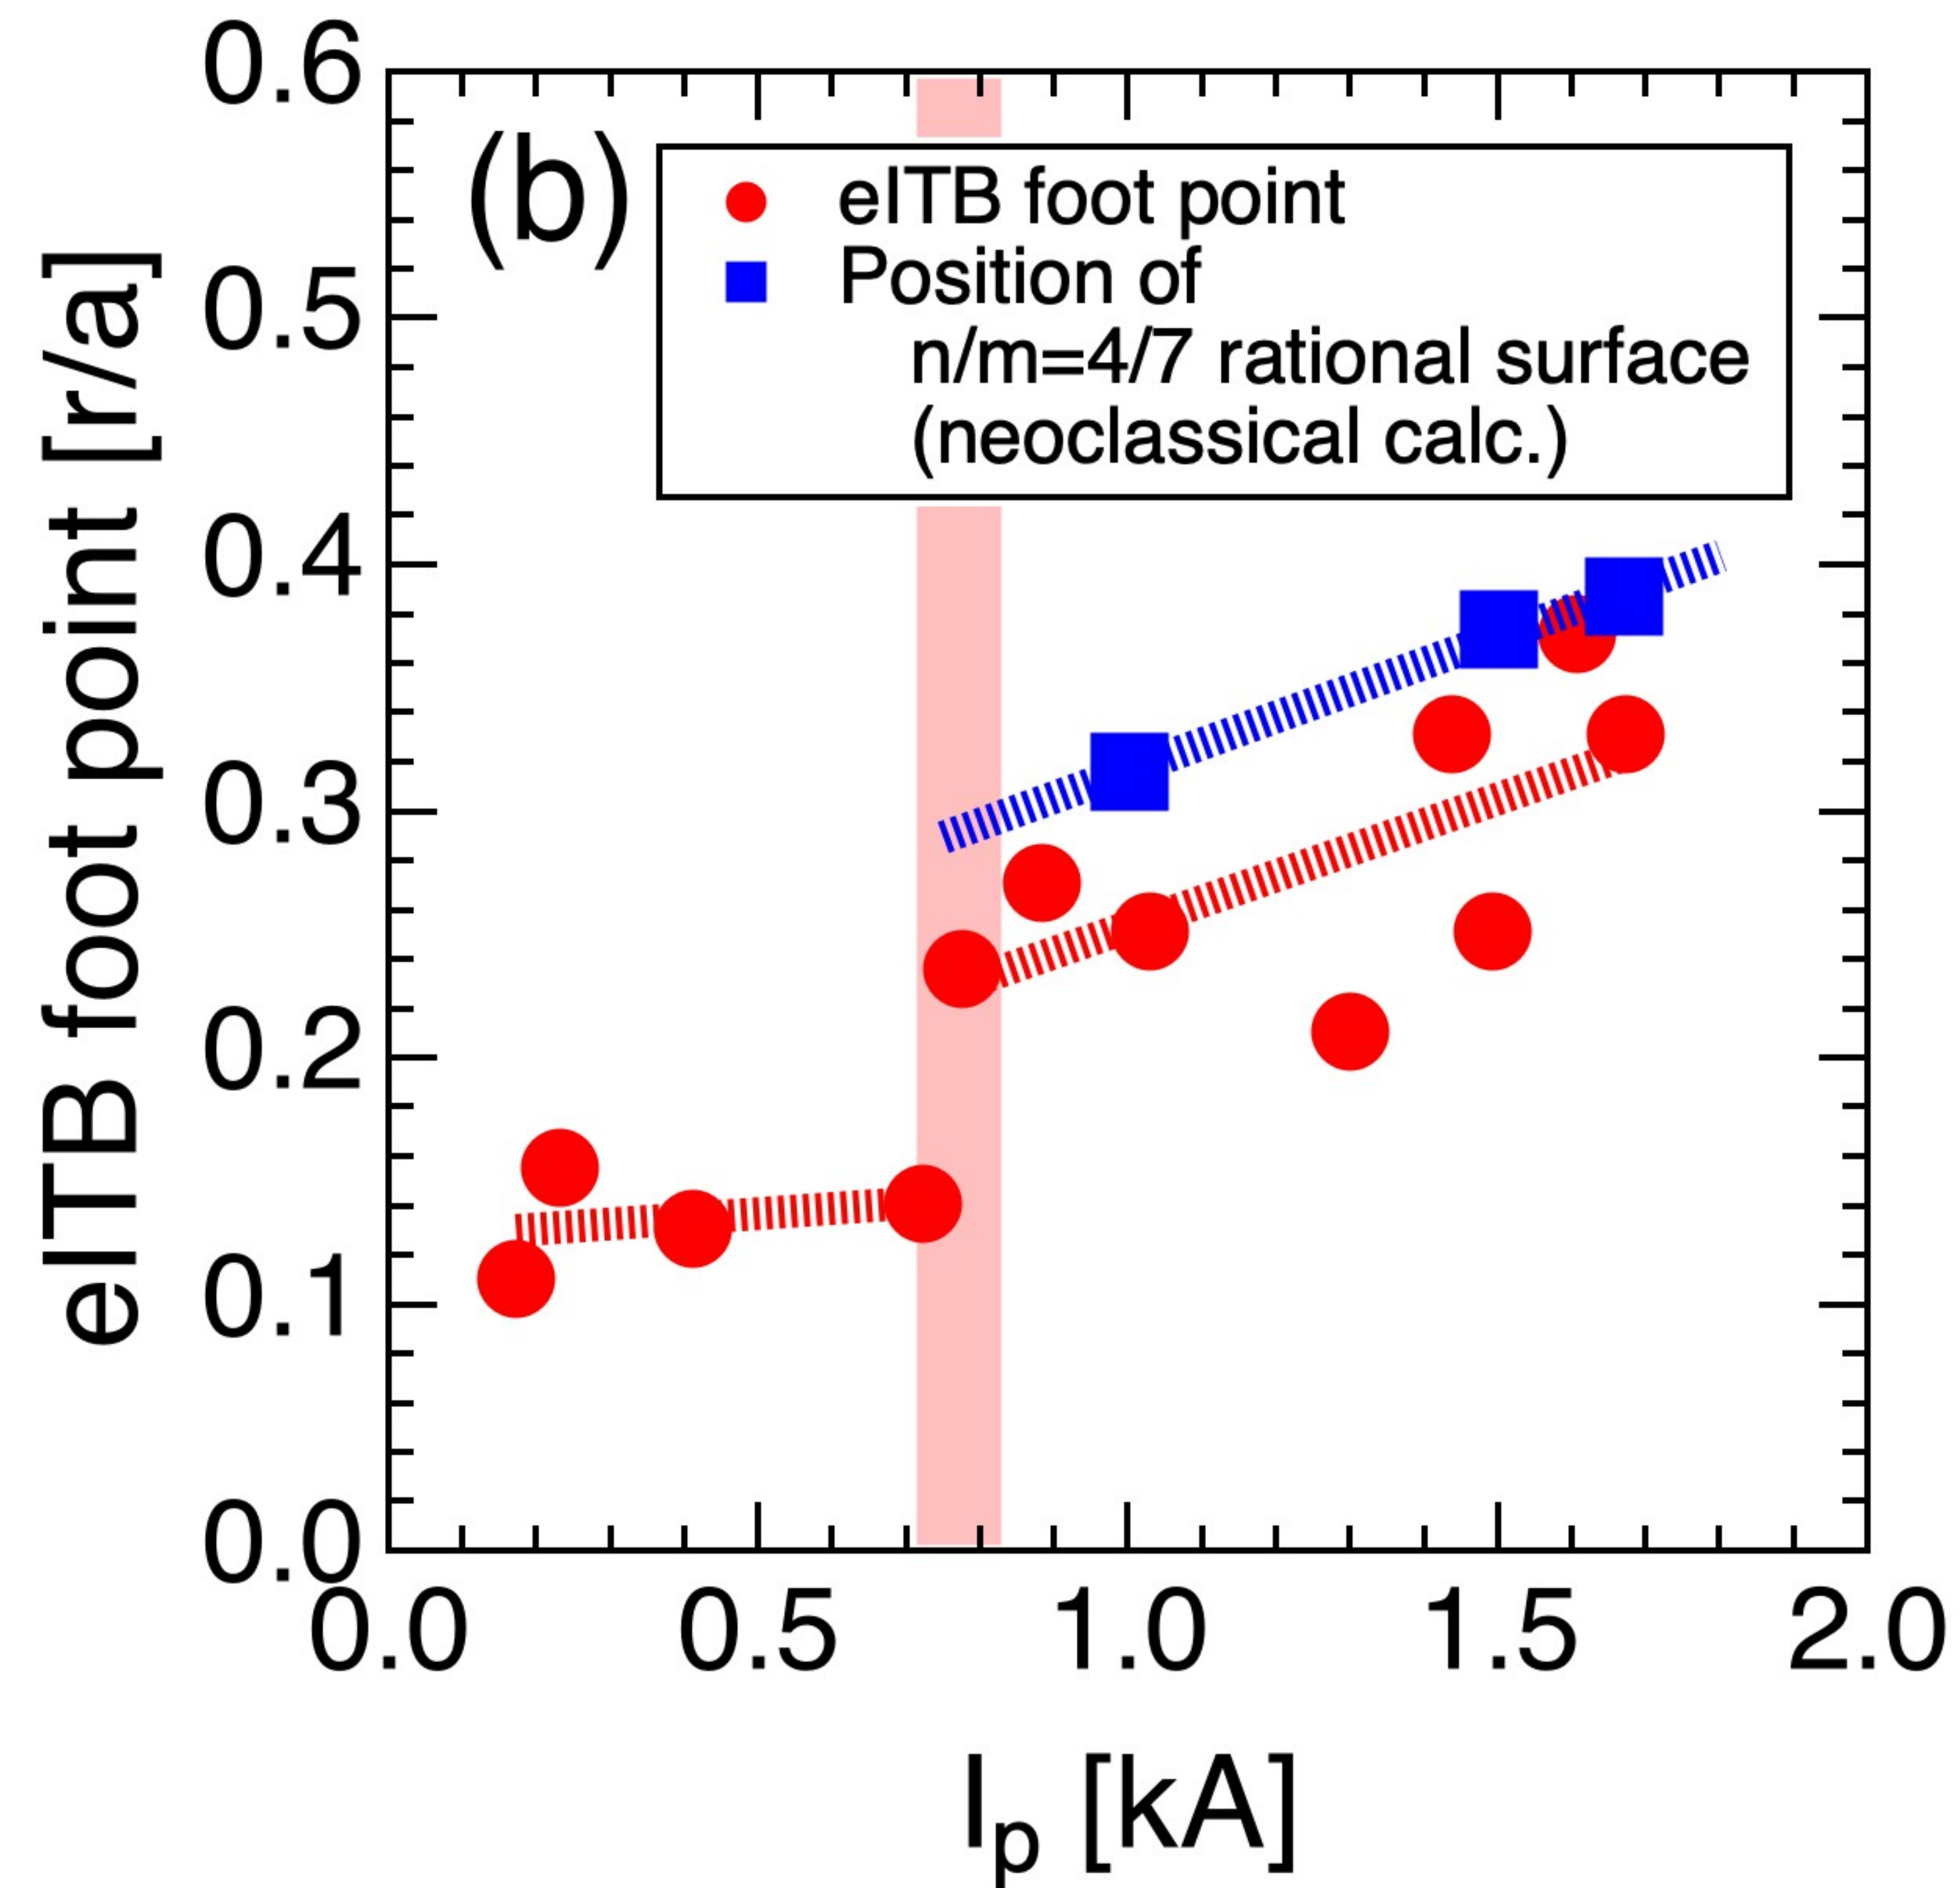 0.6
0.5
0.4
0.3
0.2
0.1
0.0
eITB foot point [r/a]
(b)
eITB foot point
Position of
n/m=4/7 rational surface
(neoclassical calc.)
0.0 0.5 1.0 1.5 2.0
Ip [kA]